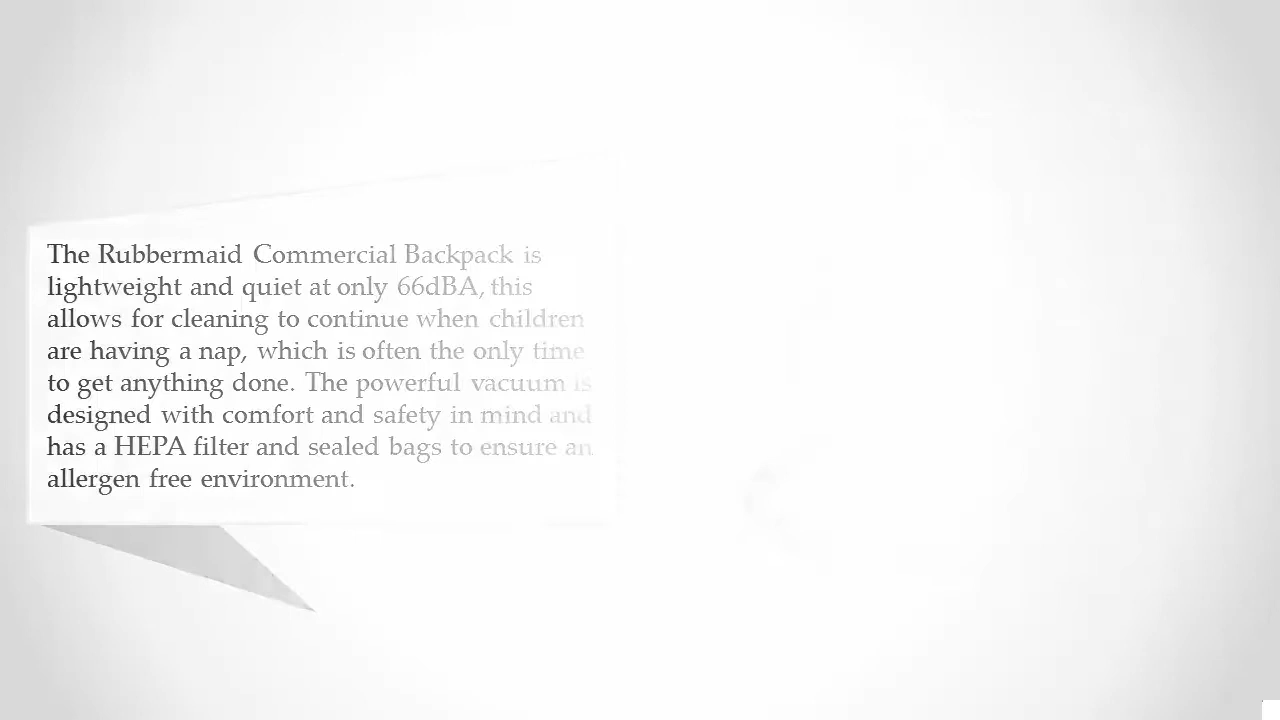 The Rubbermaid Commercial Backpack is
lightweight and quiet at only 66dBA, this
allows for cleaning to continue when children
are having a nap, which is often the only time
to get anything done. The powerful vacuum is
designed with comfort and safety in mind and
has a HEPA filter and sealed bags to ensure an
allergen free environment.